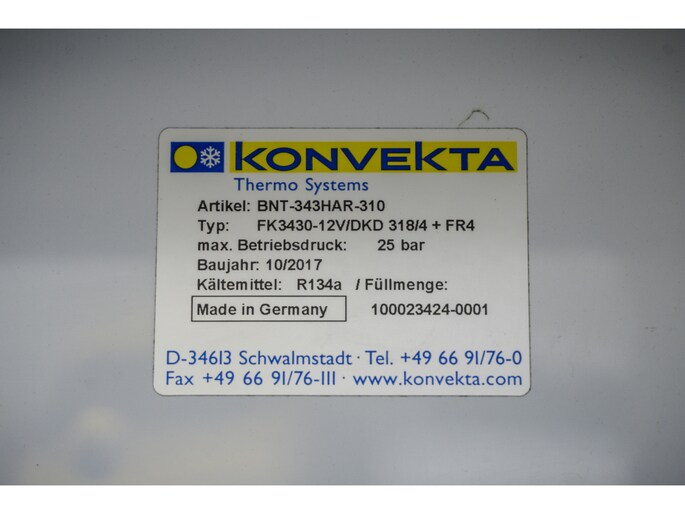 KONVEKTA
Thermo Systems
Artikel: BNT-343HAR-310
Typ: FK3430-12V/DKD 318/4 + FR4
max. Betriebsdruck: 25 bar
Baujahr: 10/2017
Kältemittel: R134a / Füllmenge:
Made in Germany 100023424-0001
D-34613 Schwalmstadt · Tel. +49 66 91/76-0
Fax +49 66 91/76-111 · www.konvekta.com